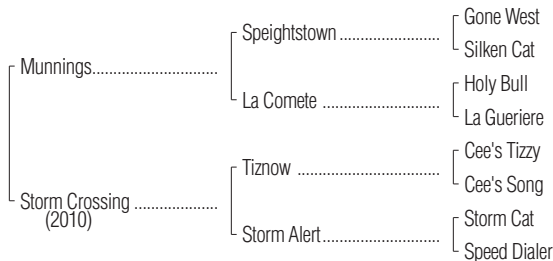 Gone West
Speightstown ........................
Silken Cat
Munnings..............................
Holy Bull
La Comete ............................
La Gueriere
Cee's Tizzy
Tiznow ..................................
Cee's Song
Storm Crossing ....................
(2010)
Storm Cat
Storm Alert............................
Speed Dialer